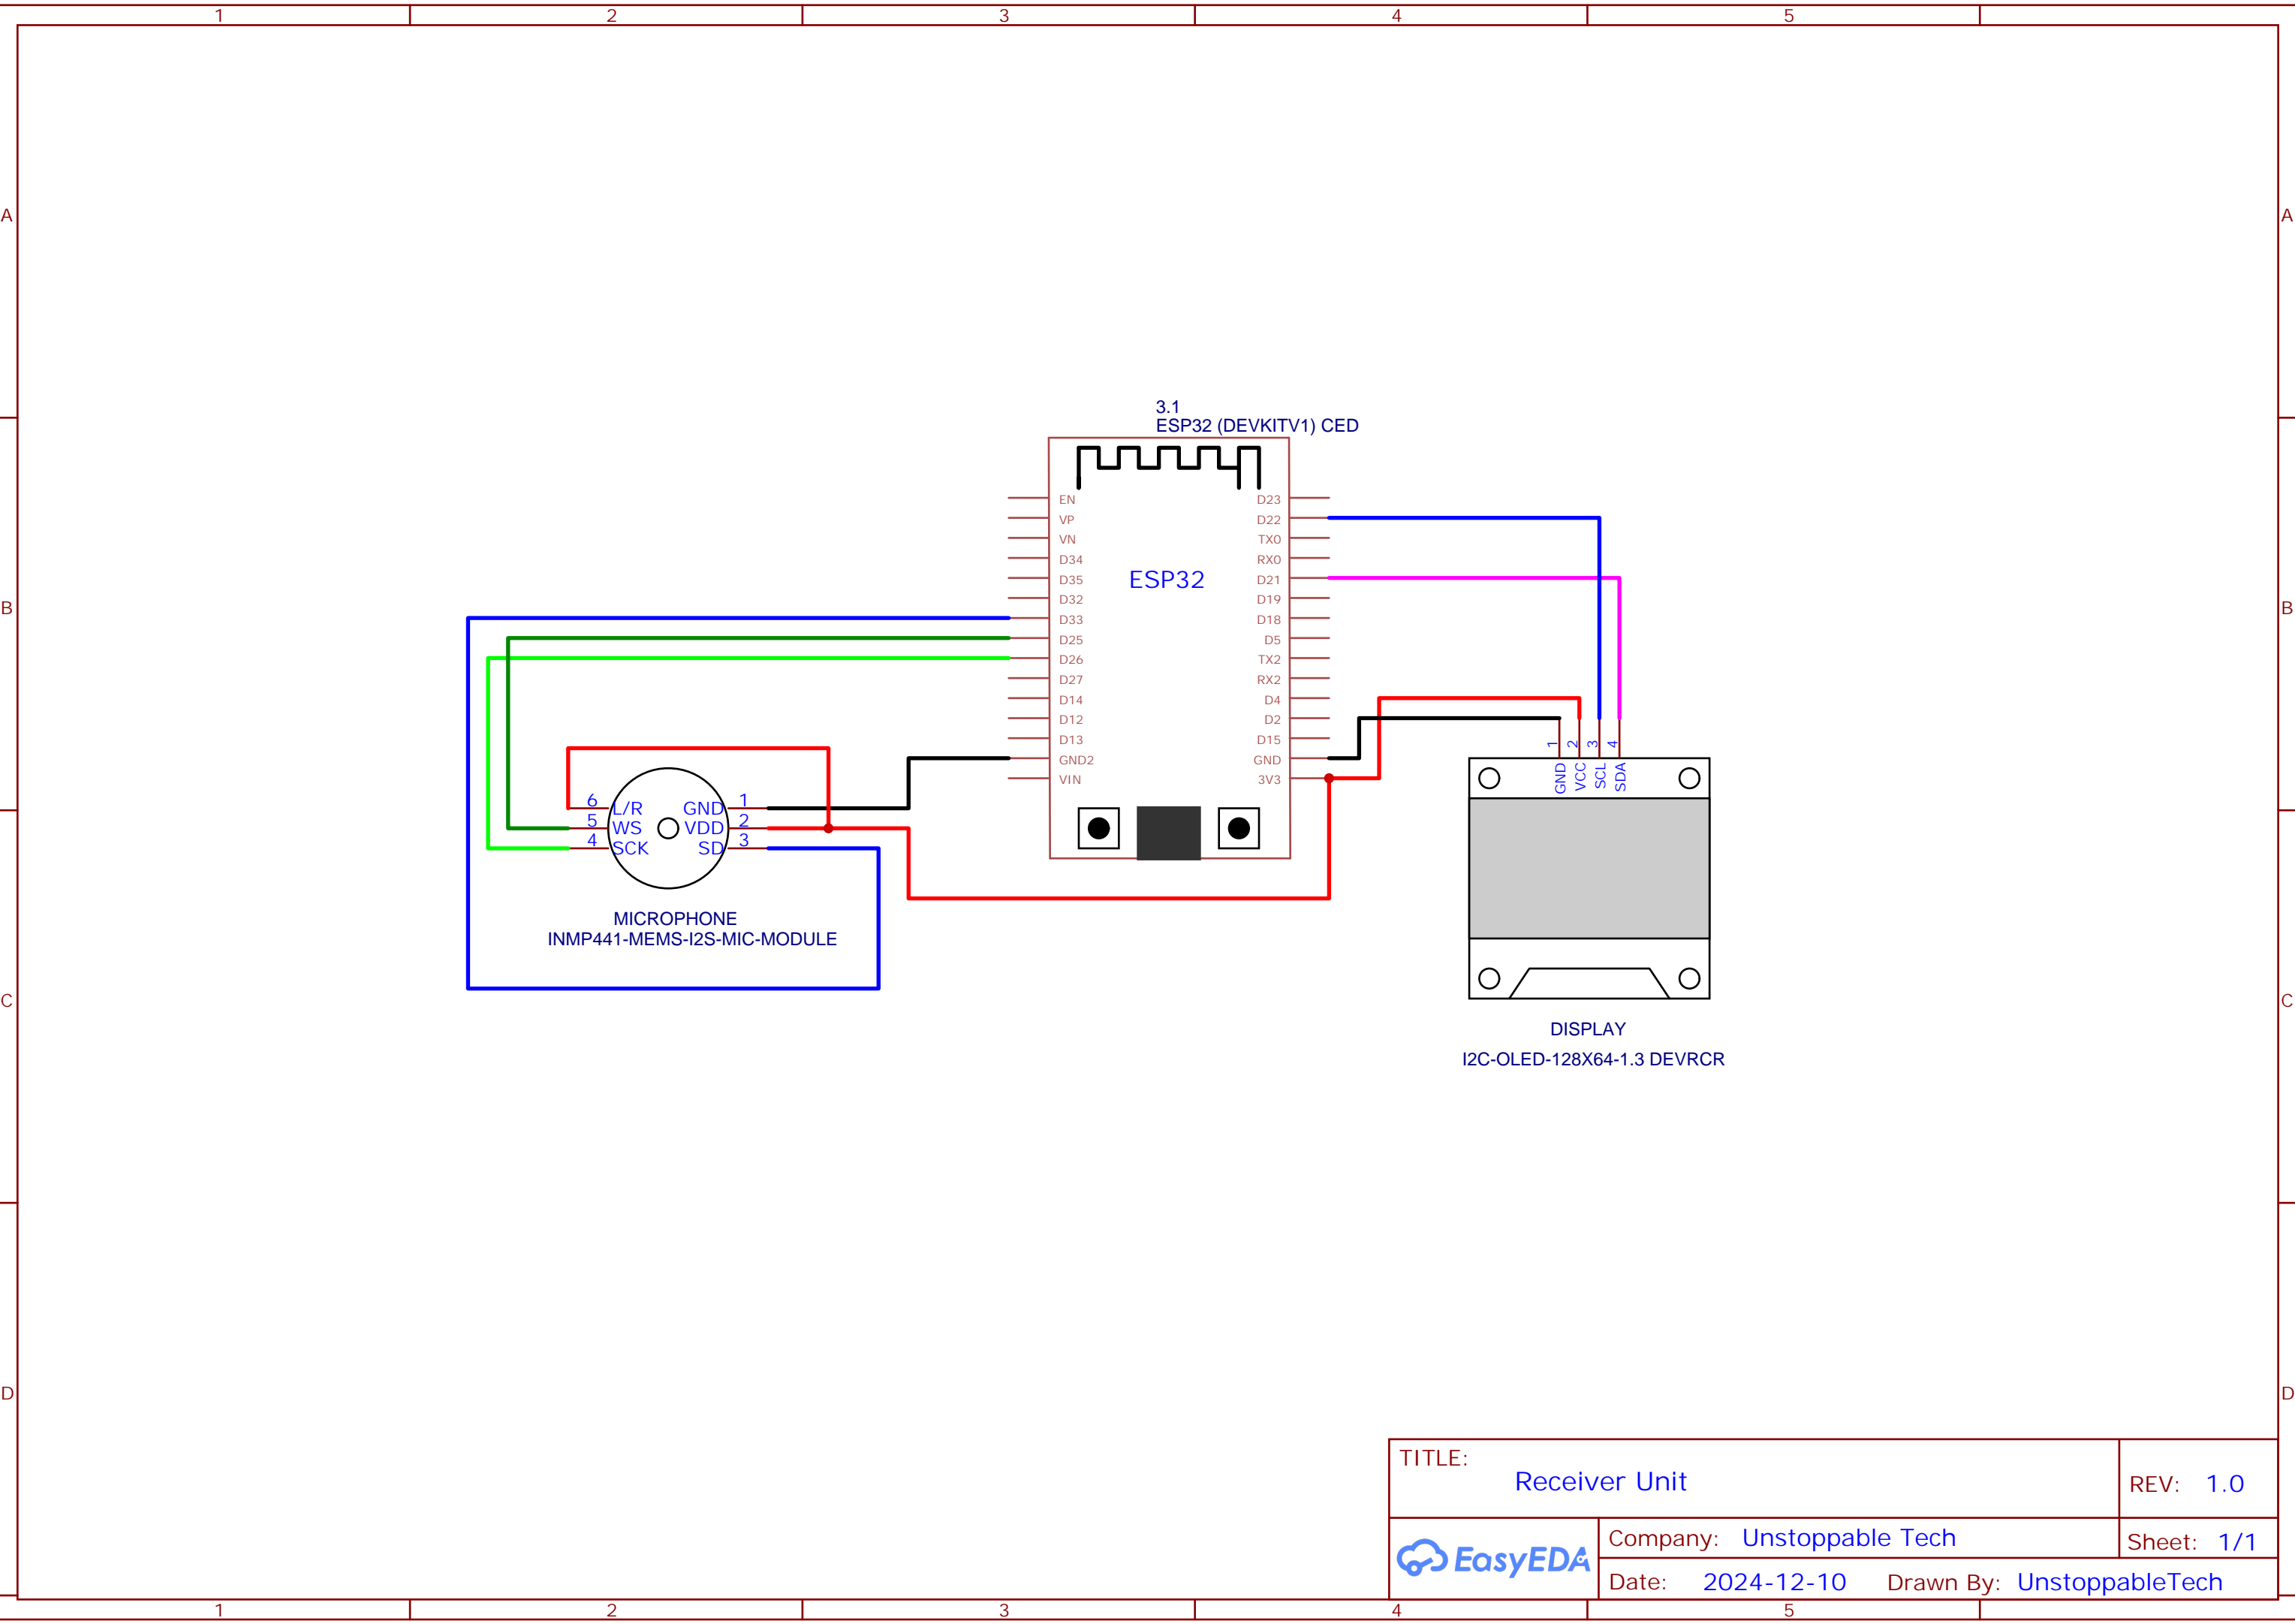 1 2 3 4 5
A A
3.1
ESP32 (DEVKITV1) CED
EN D23
VP D22
VN TX0
D34 RX0
ESP32
D35 D21
D32 D19
B B
D33 D18
D25 D5
D26 TX2
D27 RX2
D14 D4
D12 D2
D13 D15
GND2 GND
VIN 3V3
1 2 3 4
GND VCC SCL SDA
6 L/R GND 1
5 WS VDD 2
4 SCK SD 3
MICROPHONE
INMP441-MEMS-I2S-MIC-MODULE
C C
DISPLAY
I2C-OLED-128X64-1.3 DEVRCR
D D
TITLE:
Receiver Unit
REV: 1.0
EasyEDA
Company: Unstoppable Tech
Sheet: 1/1
Date: 2024-12-10 Drawn By: UnstoppableTech
1 2 3 4 5